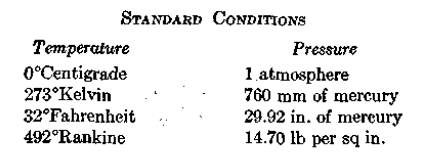 STANDARD CONDITIONS
Temperature Pressure
0°Centigrade 1 atmosphere
273°Kelvin 760 mm of mercury
32°Fahrenheit 29.92 in. of mercury
492°Rankine 14.70 lb per sq in.